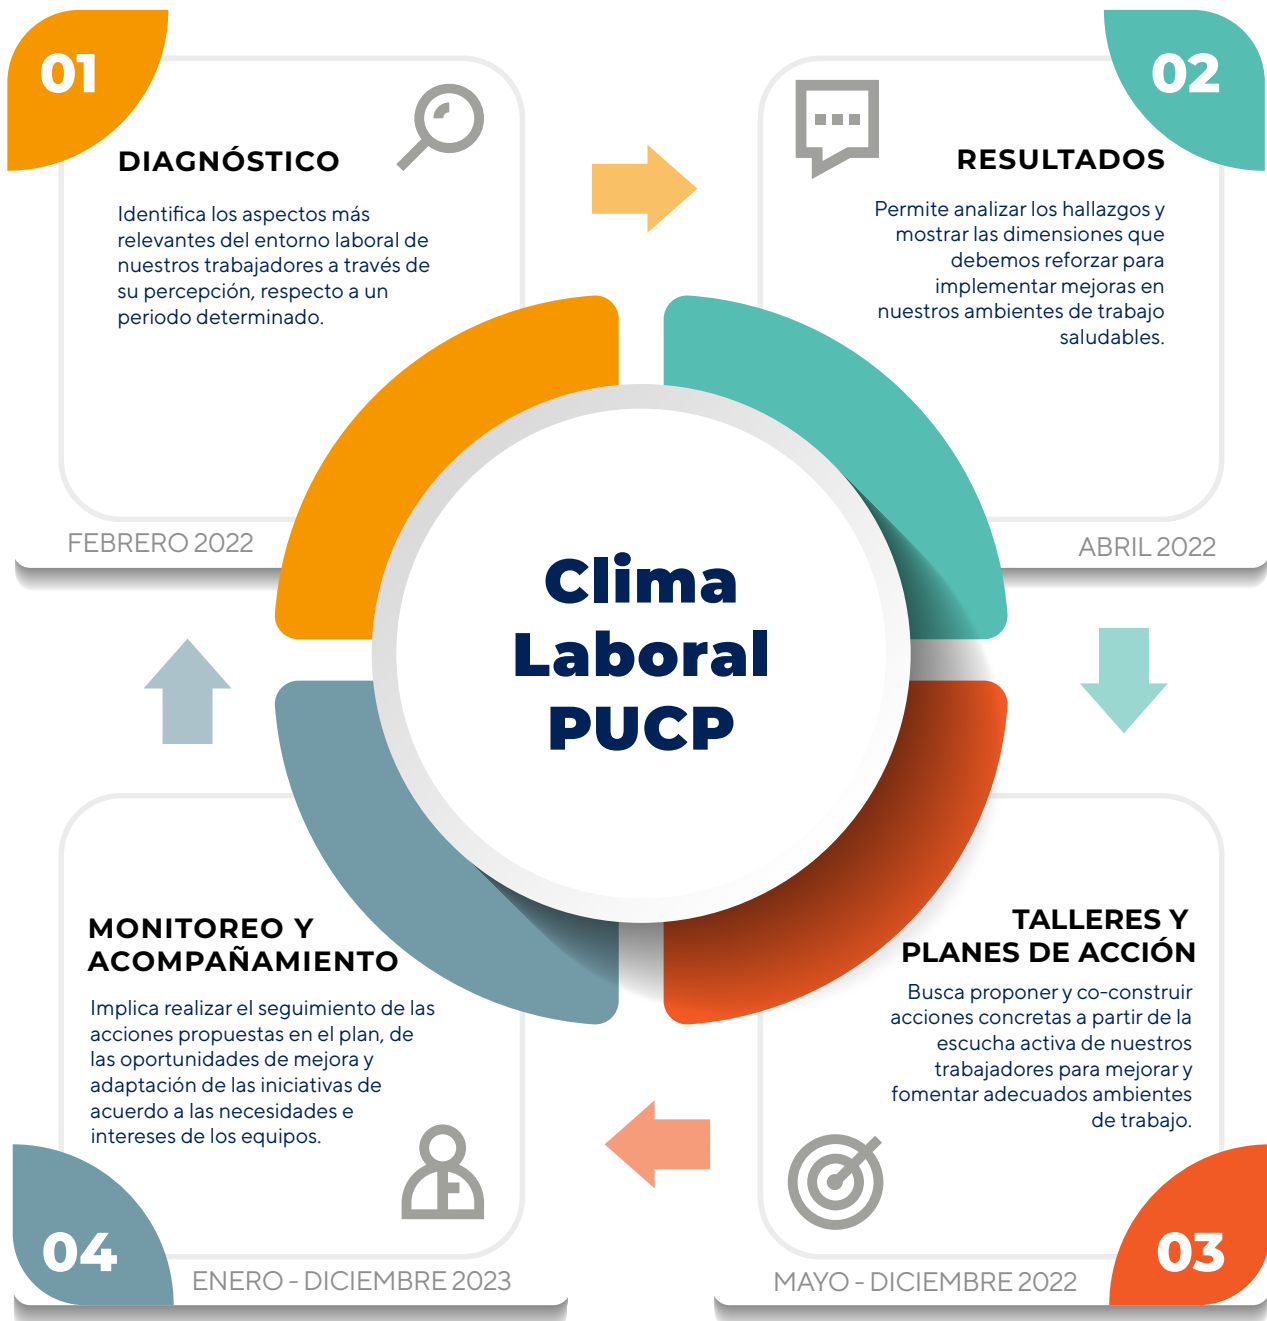 01
DIAGNÓSTICO
Identifica los aspectos más
relevantes del entorno laboral de
nuestros trabajadores a través de
su percepción, respecto a un
periodo determinado.
FEBRERO 2022
02
RESULTADOS
Permite analizar los hallazgos y
mostrar las dimensiones que
debemos reforzar para
implementar mejoras en
nuestros ambientes de trabajo
saludables.
ABRIL 2022
Clima
Laboral
PUCP
TALLERES Y
PLANES DE ACCIÓN
Busca proponer y co-construir
acciones concretas a partir de la
escucha activa de nuestros
trabajadores para mejorar y
fomentar adecuados ambientes
de trabajo.
03
MAYO - DICIEMBRE 2022
MONITOREO Y
ACOMPAÑAMIENTO
Implica realizar el seguimiento de las
acciones propuestas en el plan, de
las oportunidades de mejora y
adaptación de las iniciativas de
acuerdo a las necesidades e
intereses de los equipos.
04
ENERO - DICIEMBRE 2023